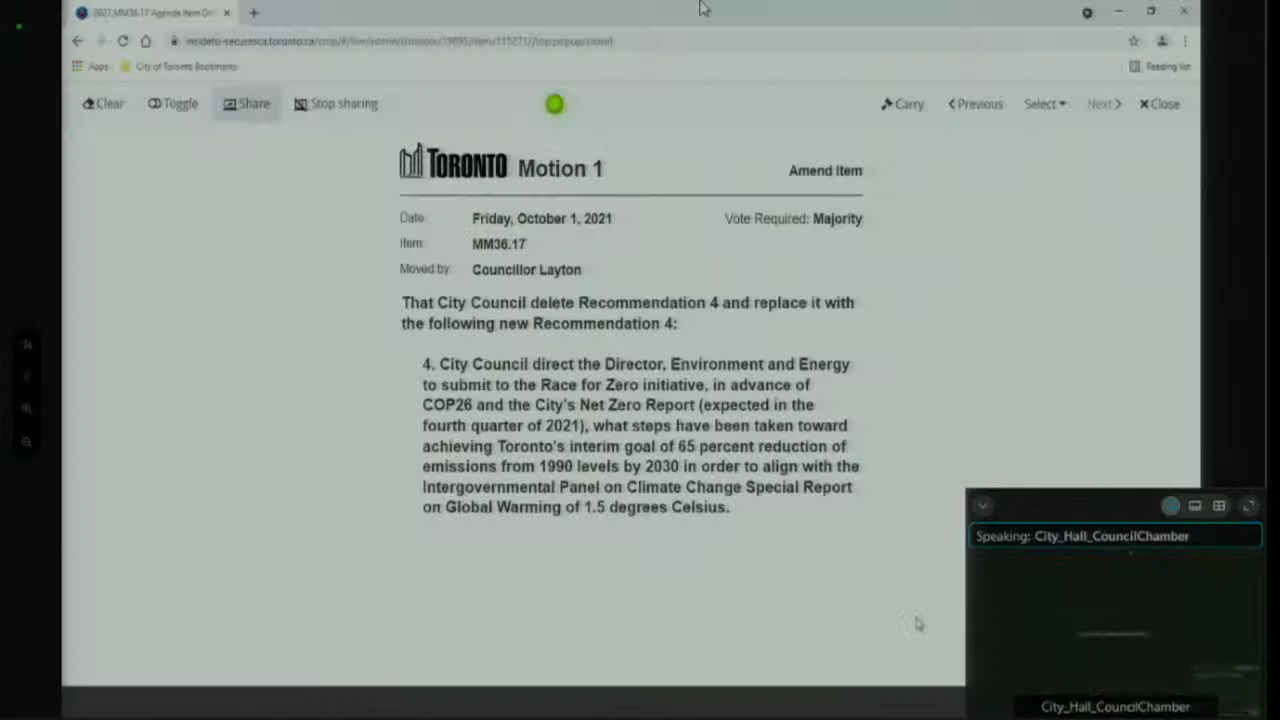 2021.MM36.17 Agenda Item
City of Toronto Bookmarks
Apps
Reading list
Clear Toggle Share Stop sharing Carry Previous Select Next Close
TORONTO Motion 1 Amend Item
Date: Friday, October 1, 2021 Vote Required: Majority
Item: MM36.17
Moved by: Councillor Layton
That City Council delete Recommendation 4 and replace it with
the following new Recommendation 4:
4. City Council direct the Director, Environment and Energy
to submit to the Race for Zero initiative, in advance of
COP26 and the City's Net Zero Report (expected in the
fourth quarter of 2021), what steps have been taken toward
achieving Toronto's interim goal of 65 percent reduction of
emissions from 1990 levels by 2030 in order to align with the
Intergovernmental Panel on Climate Change Special Report
on Global Warming of 1.5 degrees Celsius.
Speaking: City_Hall_CouncilChamber
City_Hall_CouncilChamber